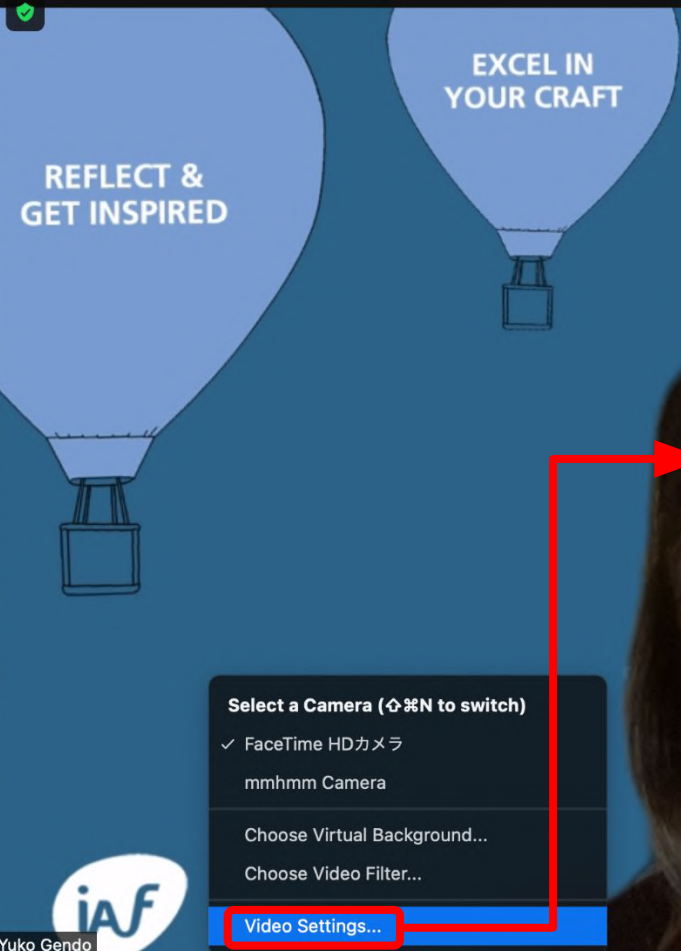 EXCEL IN
YOUR CRAFT
REFLECT &
GET INSPIRED
Select a Camera (⇧⌘N to switch)
✓ FaceTime HDカメラ
mmhmm Camera
Choose Virtual Background...
Choose Video Filter...
Video Settings...
iAF
Yuko Gendo